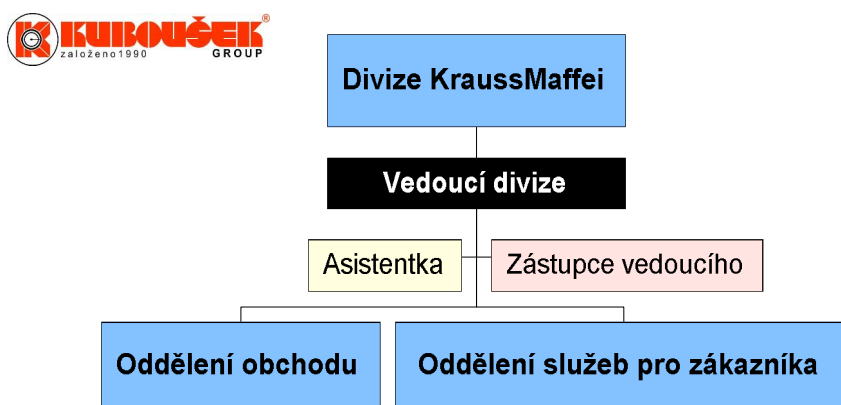 KUBOUŠEK®
založeno1990 GROUP
Divize KraussMaffei
Vedoucí divize
Asistentka
Zástupce vedoucího
Oddělení obchodu
Oddělení služeb pro zákazníka